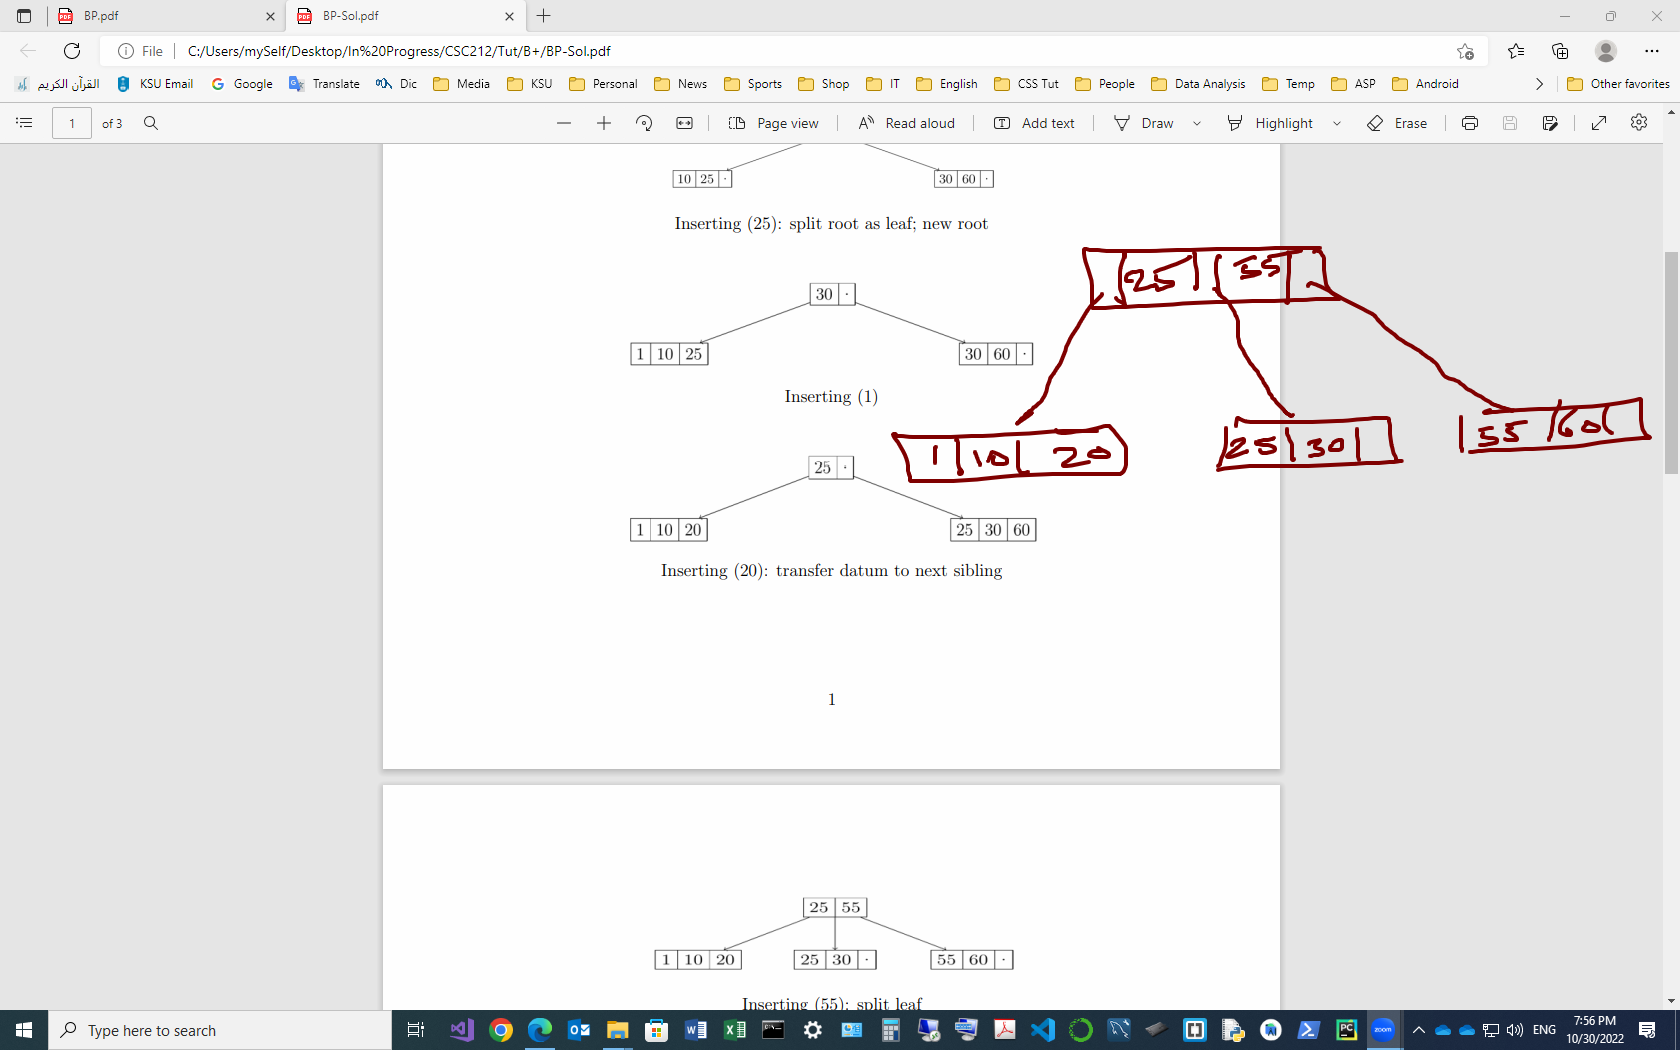 BP.pdf
BP-Sol.pdf
File
C:/Users/mySelf/Desktop/In%20Progress/CSC212/Tut/B+/BP-Sol.pdf
القرآن الكريم KSU Email Google Translate Dic Media KSU Personal News Sports Shop IT English CSS Tut People Data Analysis Temp ASP Android Other favorites
1 of 3 Page view Read aloud Add text Draw Highlight Erase
10 25 · 30 60 ·
Inserting (25): split root as leaf; new root
25 55
30 ·
1 10 25 30 60 ·
Inserting (1)
1 10 20 25 30 55 60
25 ·
1 10 20 25 30 60
Inserting (20): transfer datum to next sibling
1
25 55
1 10 20 25 30 · 55 60 ·
Inserting (55): split leaf
Type here to search
zoom
ENG
7:56 PM
10/30/2022